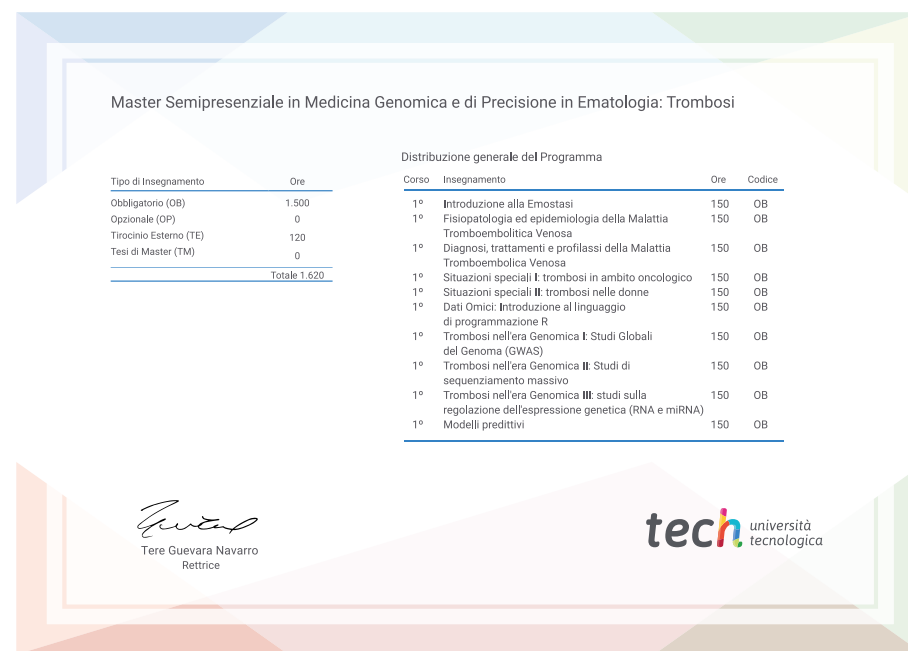 Master Semipresenziale in Medicina Genomica e di Precisione in Ematologia: Trombosi
Tipo di Insegnamento Ore
Obbligatorio (OB) 1.500
Opzionale (OP) 0
Tirocinio Esterno (TE) 120
Tesi di Master (TM) 0
Totale 1.620
Distribuzione generale del Programma
Corso Insegnamento Ore Codice
1º Introduzione alla Emostasi 150 OB
1º Fisiopatologia ed epidemiologia della Malattia 150 OB
Tromboembolitica Venosa
1º Diagnosi, trattamenti e profilassi della Malattia 150 OB
Tromboembolica Venosa
1º Situazioni speciali I: trombosi in ambito oncologico 150 OB
1º Situazioni speciali II: trombosi nelle donne 150 OB
1º Dati Omici: Introduzione al linguaggio 150 OB
di programmazione R
1º Trombosi nell'era Genomica I: Studi Globali 150 OB
del Genoma (GWAS)
1º Trombosi nell'era Genomica II: Studi di 150 OB
sequenziamento massivo
1º Trombosi nell'era Genomica III: studi sulla 150 OB
regolazione dell'espressione genetica (RNA e miRNA)
1º Modelli predittivi 150 OB
Tere Guevara Navarro
Rettrice
tech università
tecnologica